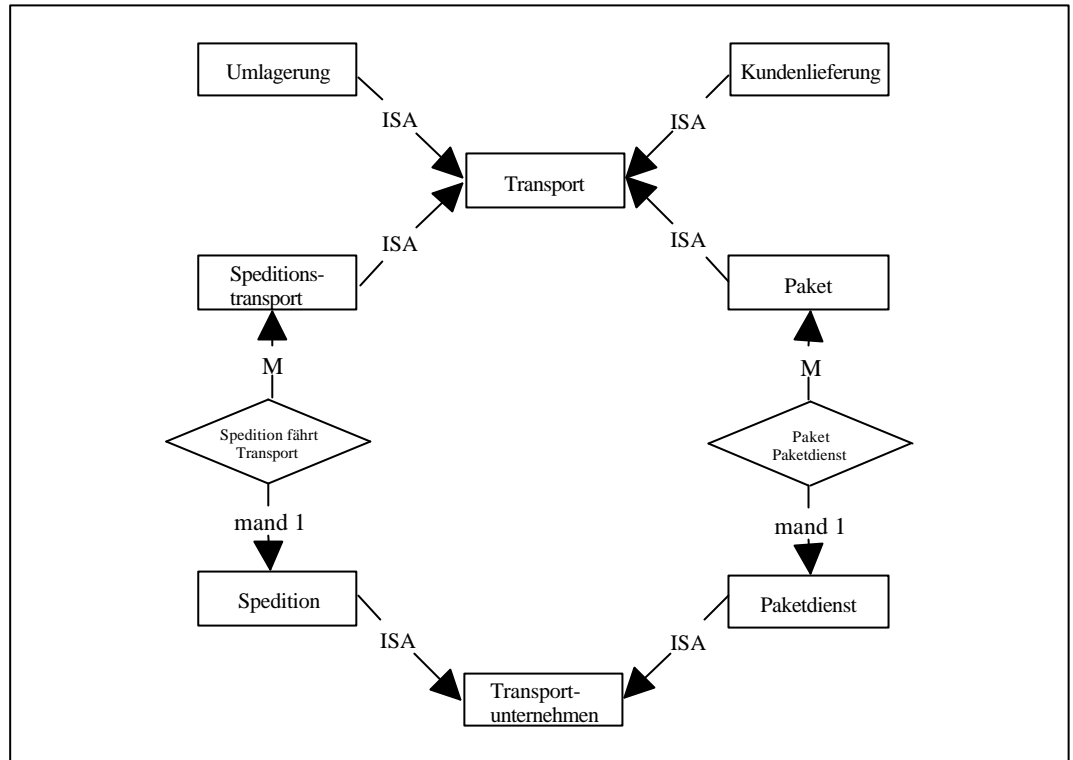 Umlagerung
Kundenlieferung
ISA
ISA
Transport
ISA
ISA
Speditions-
transport
Paket
M
M
Spedition fährt
Transport
Paket
Paketdienst
mand 1
mand 1
Spedition
Paketdienst
ISA
ISA
Transport-
unternehmen